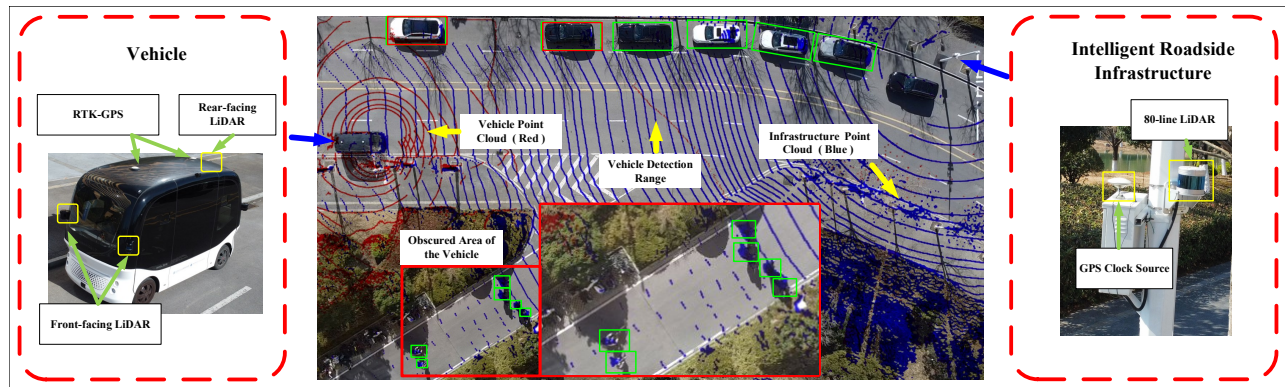 Vehicle
RTK-GPS
Rear-facing
LiDAR
Front-facing LiDAR
Vehicle Point
Cloud ( Red )
Vehicle Detection
Range
Infrastructure Point
Cloud ( Blue )
Obscured Area of
the Vehicle
Intelligent Roadside
Infrastructure
80-line LiDAR
GPS Clock Source